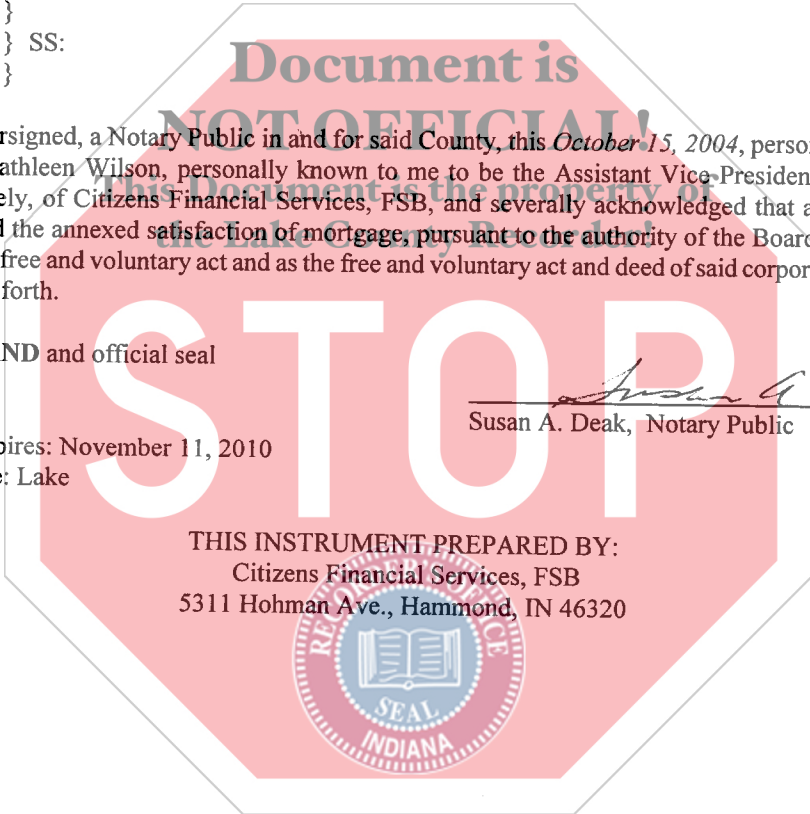 }
} SS:
}
Document is
NOT OFFICIAL!
This Document is the property of
the Lake County Recorder!
rsigned, a Notary Public in and for said County, this October 15, 2004, perso
athleen Wilson, personally known to me to be the Assistant Vice-Presiden
ely, of Citizens Financial Services, FSB, and severally acknowledged that a
d the annexed satisfaction of mortgage, pursuant to the authority of the Board
free and voluntary act and as the free and voluntary act and deed of said corpor
forth.
ND and official seal
STOP
Susan A. Deak, Notary Public
pires: November 11, 2010
e: Lake
THIS INSTRUMENT PREPARED BY:
Citizens Financial Services, FSB
5311 Hohman Ave., Hammond, IN 46320
RECORDER OFFICE
SEAL
INDIANA